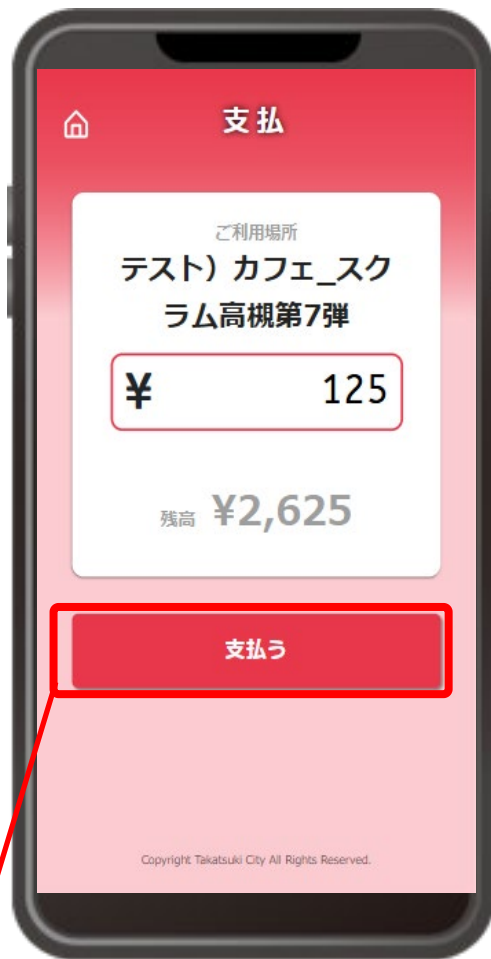 支払
ご利用場所
テスト）カフェ_スク
ラム高槻第7弾
¥ 125
残高 ¥2,625
支払う
Copyright Takatsuki City All Rights Reserved.